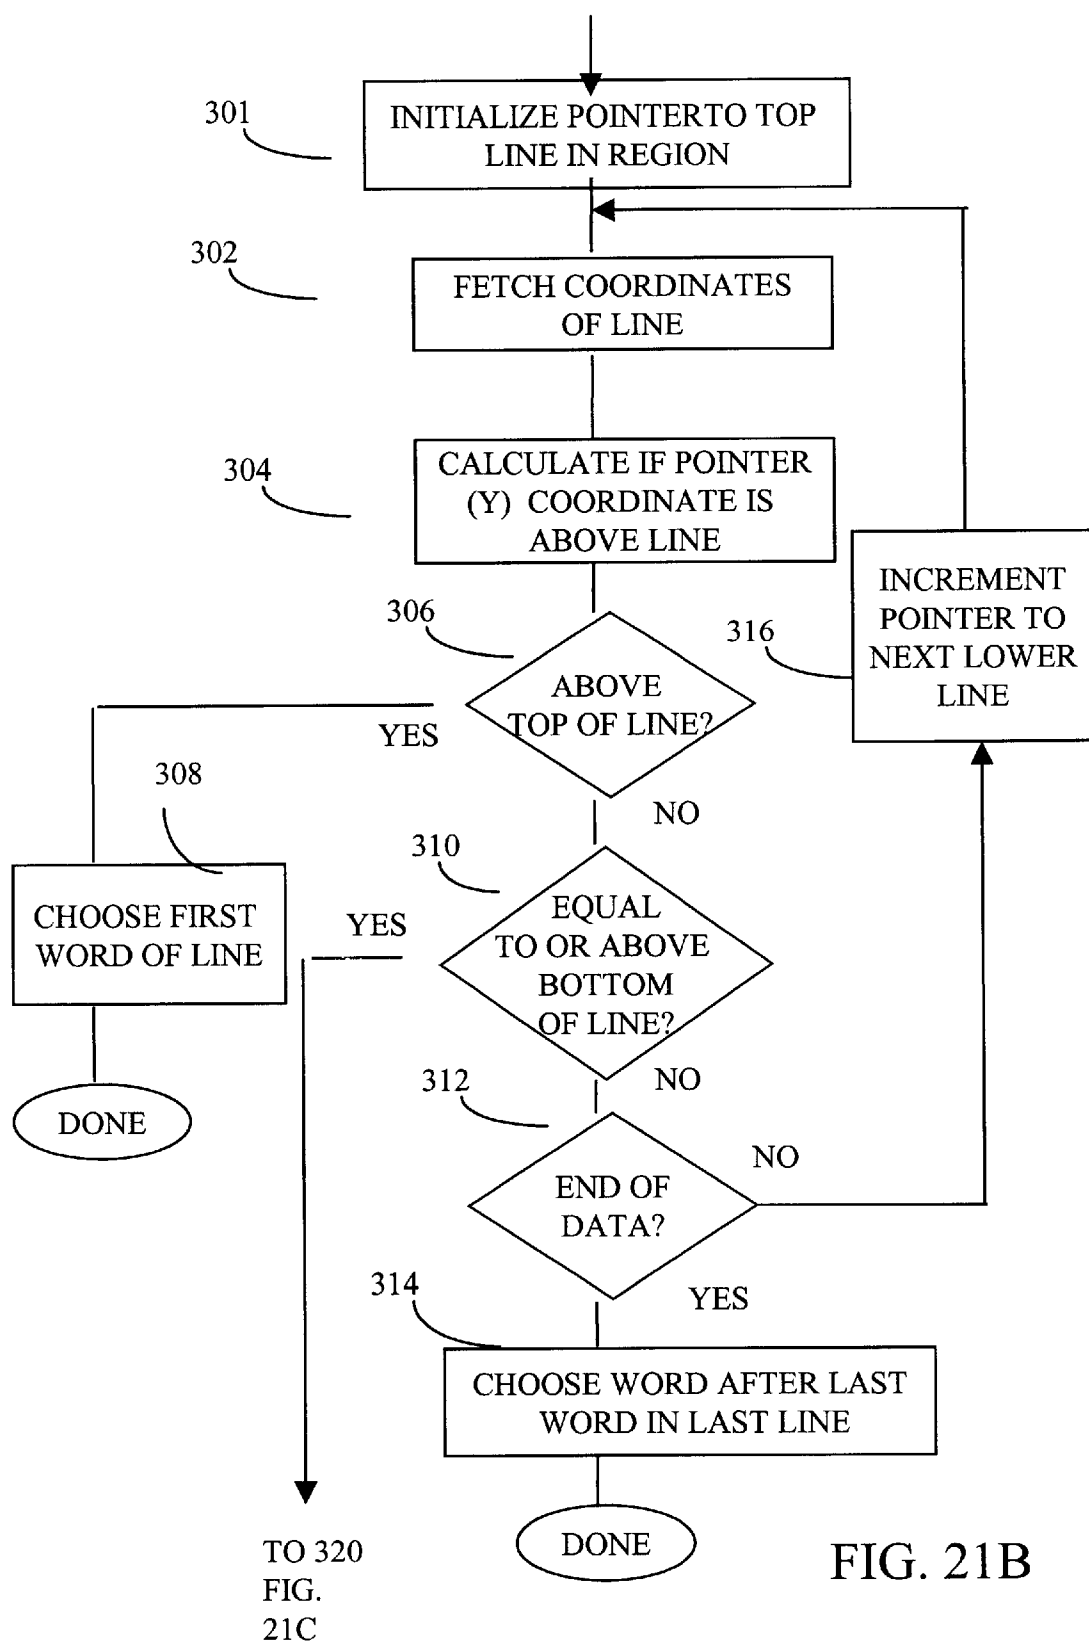 301
INITIALIZE POINTERTO TOP
LINE IN REGION
302
FETCH COORDINATES
OF LINE
304
CALCULATE IF POINTER
(Y) COORDINATE IS
ABOVE LINE
306
ABOVE
TOP OF LINE?
YES
NO
316
INCREMENT
POINTER TO
NEXT LOWER
LINE
308
CHOOSE FIRST
WORD OF LINE
DONE
310
EQUAL
TO OR ABOVE
BOTTOM
OF LINE?
YES
NO
312
END OF
DATA?
NO
YES
314
CHOOSE WORD AFTER LAST
WORD IN LAST LINE
DONE
TO 320
FIG.
21C
FIG. 21B